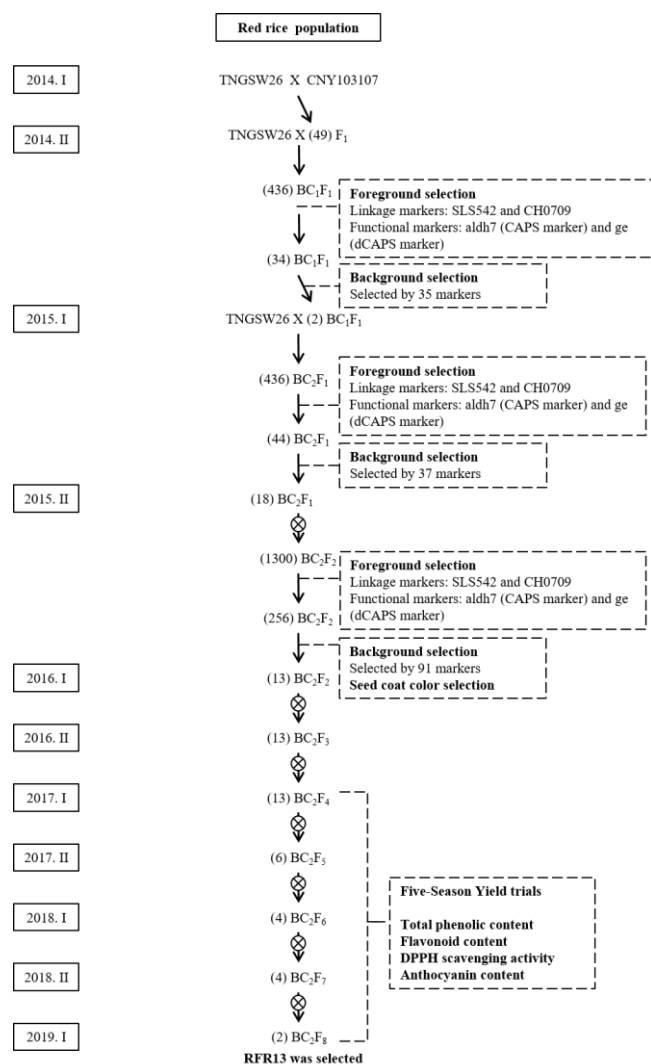 Red rice population
2014. I
TNGSW26 X CNY103107
2014. II
TNGSW26 X (49) F₁
(436) BC₁F₁
Foreground selection
Linkage markers: SLS542 and CH0709
Functional markers: aldh7 (CAPS marker) and ge
(dCAPS marker)
(34) BC₁F₁
Background selection
Selected by 35 markers
2015. I
TNGSW26 X (2) BC₁F₁
(436) BC₂F₁
Foreground selection
Linkage markers: SLS542 and CH0709
Functional markers: aldh7 (CAPS marker) and ge
(dCAPS marker)
(44) BC₂F₁
Background selection
Selected by 37 markers
2015. II
(18) BC₂F₁
(1300) BC₂F₂
Foreground selection
Linkage markers: SLS542 and CH0709
Functional markers: aldh7 (CAPS marker) and ge
(dCAPS marker)
(256) BC₂F₂
Background selection
Selected by 91 markers
Seed coat color selection
2016. I
(13) BC₂F₂
2016. II
(13) BC₂F₃
2017. I
(13) BC₂F₄
2017. II
(6) BC₂F₅
Five-Season Yield trials
Total phenolic content
Flavonoid content
DPPH scavenging activity
Anthocyanin content
2018. I
(4) BC₂F₆
2018. II
(4) BC₂F₇
2019. I
(2) BC₂F₈
RFR13 was selected